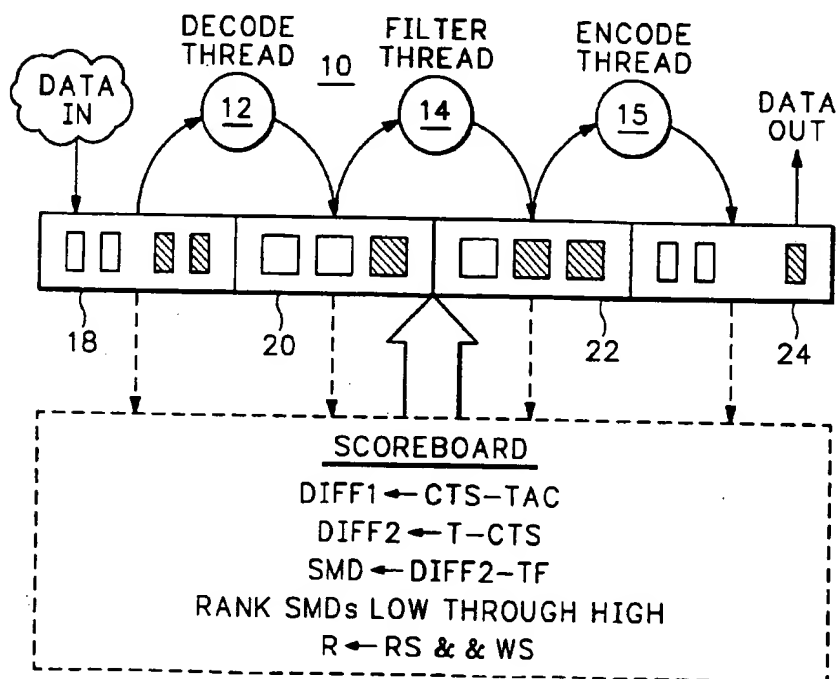 DECODE THREAD
10
FILTER THREAD
ENCODE THREAD
DATA IN
12
14
15
DATA OUT
18
20
22
24
SCOREBOARD
DIFF1←CTS-TAC
DIFF2←T-CTS
SMD←DIFF2-TF
RANK SMDs LOW THROUGH HIGH
R←RS & & WS